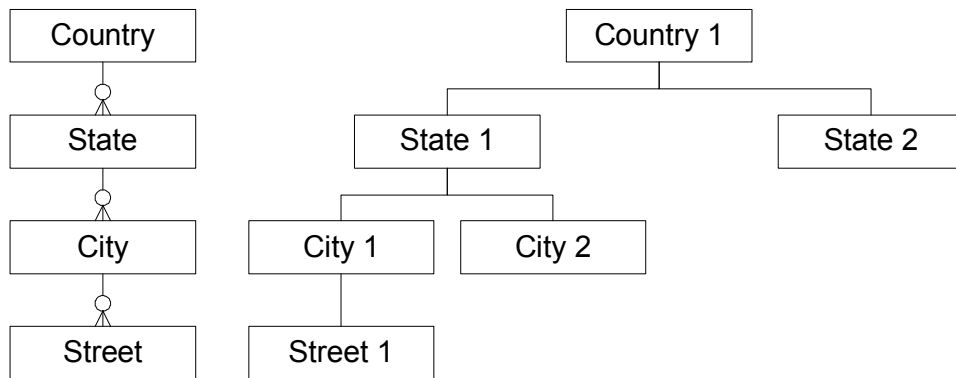 Country
Country 1
State
State 1
State 2
City
City 1
City 2
Street
Street 1